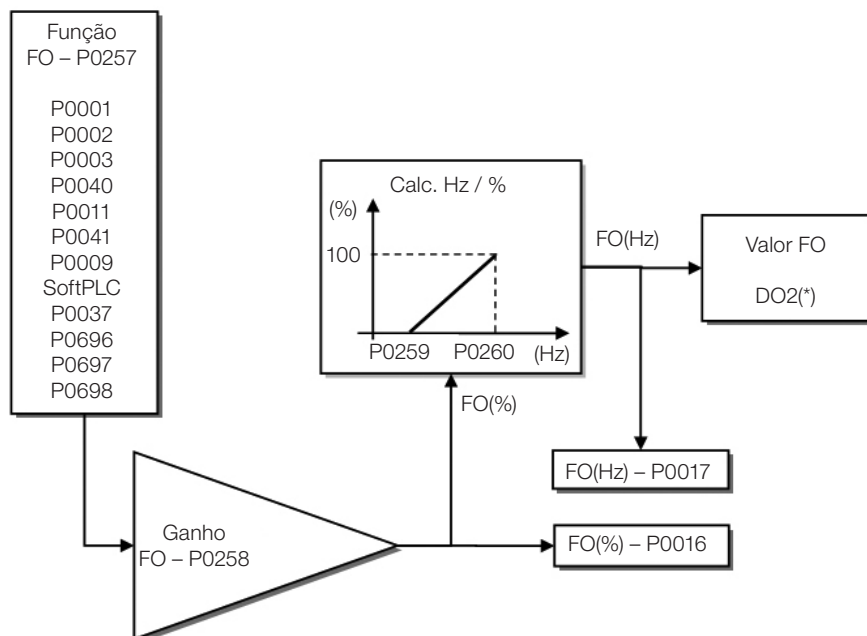 Função
FO – P0257
P0001
P0002
P0003
P0040
P0011
P0041
P0009
SoftPLC
P0037
P0696
P0697
P0698
Calc. Hz / %
(%)
100
P0259
P0260
(Hz)
FO(Hz)
Valor FO
DO2(*)
FO(%)
FO(Hz) – P0017
Ganho
FO – P0258
FO(%) – P0016